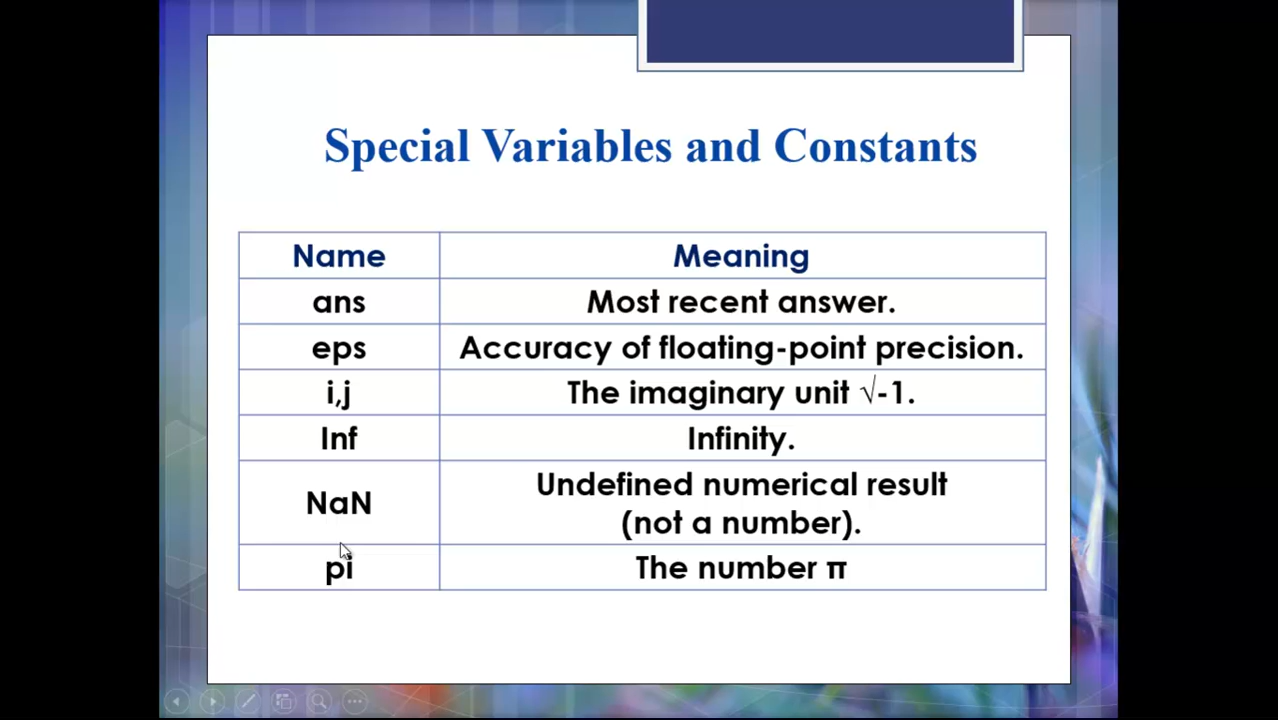 Special Variables and Constants
Name Meaning
ans Most recent answer.
eps Accuracy of floating-point precision.
i,j The imaginary unit √-1.
Inf Infinity.
NaN Undefined numerical result
(not a number).
pi The number π